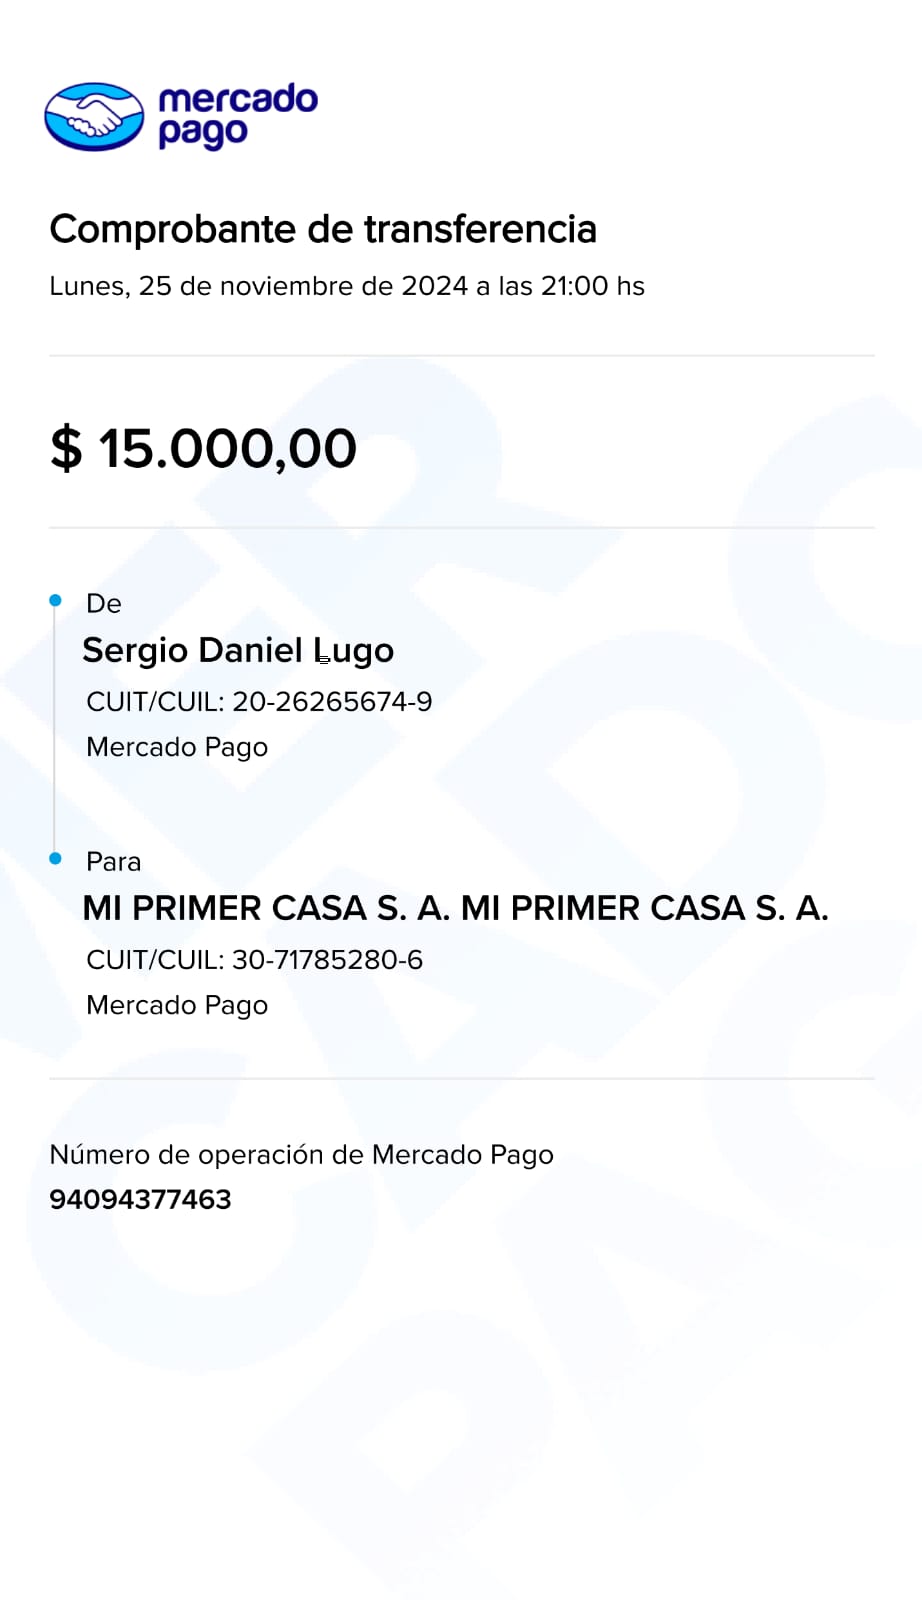 mercado
pago
Comprobante de transferencia
Lunes, 25 de noviembre de 2024 a las 21:00 hs
$ 15.000,00
De
Sergio Daniel Lugo
CUIT/CUIL: 20-26265674-9
Mercado Pago
Para
MI PRIMER CASA S. A. MI PRIMER CASA S. A.
CUIT/CUIL: 30-71785280-6
Mercado Pago
Número de operación de Mercado Pago
94094377463